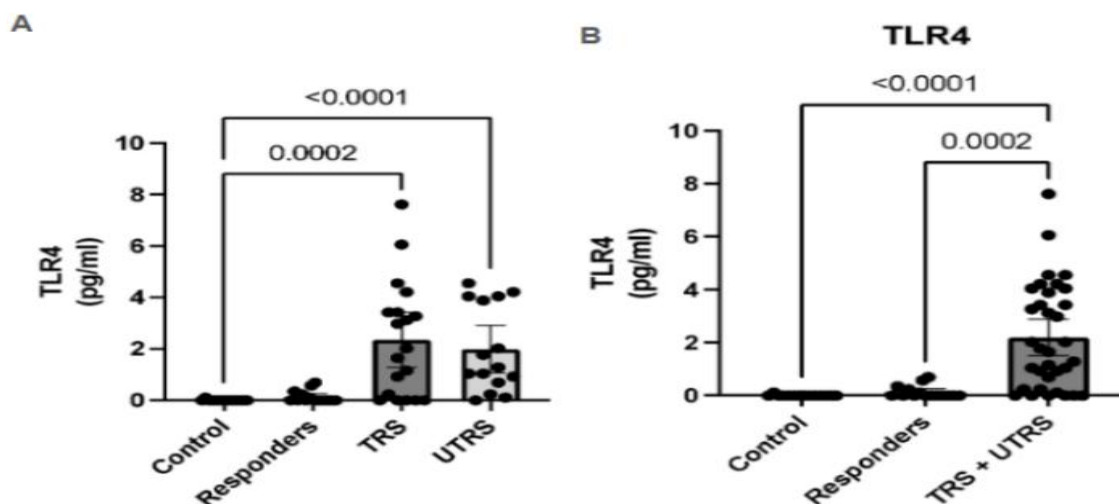 A
<0.0001
0.0002
10
8
6
4
2
0
TLR4
(pg/ml)
Control
Responders
TRS
UTRS
B
TLR4
<0.0001
0.0002
10
8
6
4
2
0
TLR4
(pg/ml)
Control
Responders
TRS + UTRS